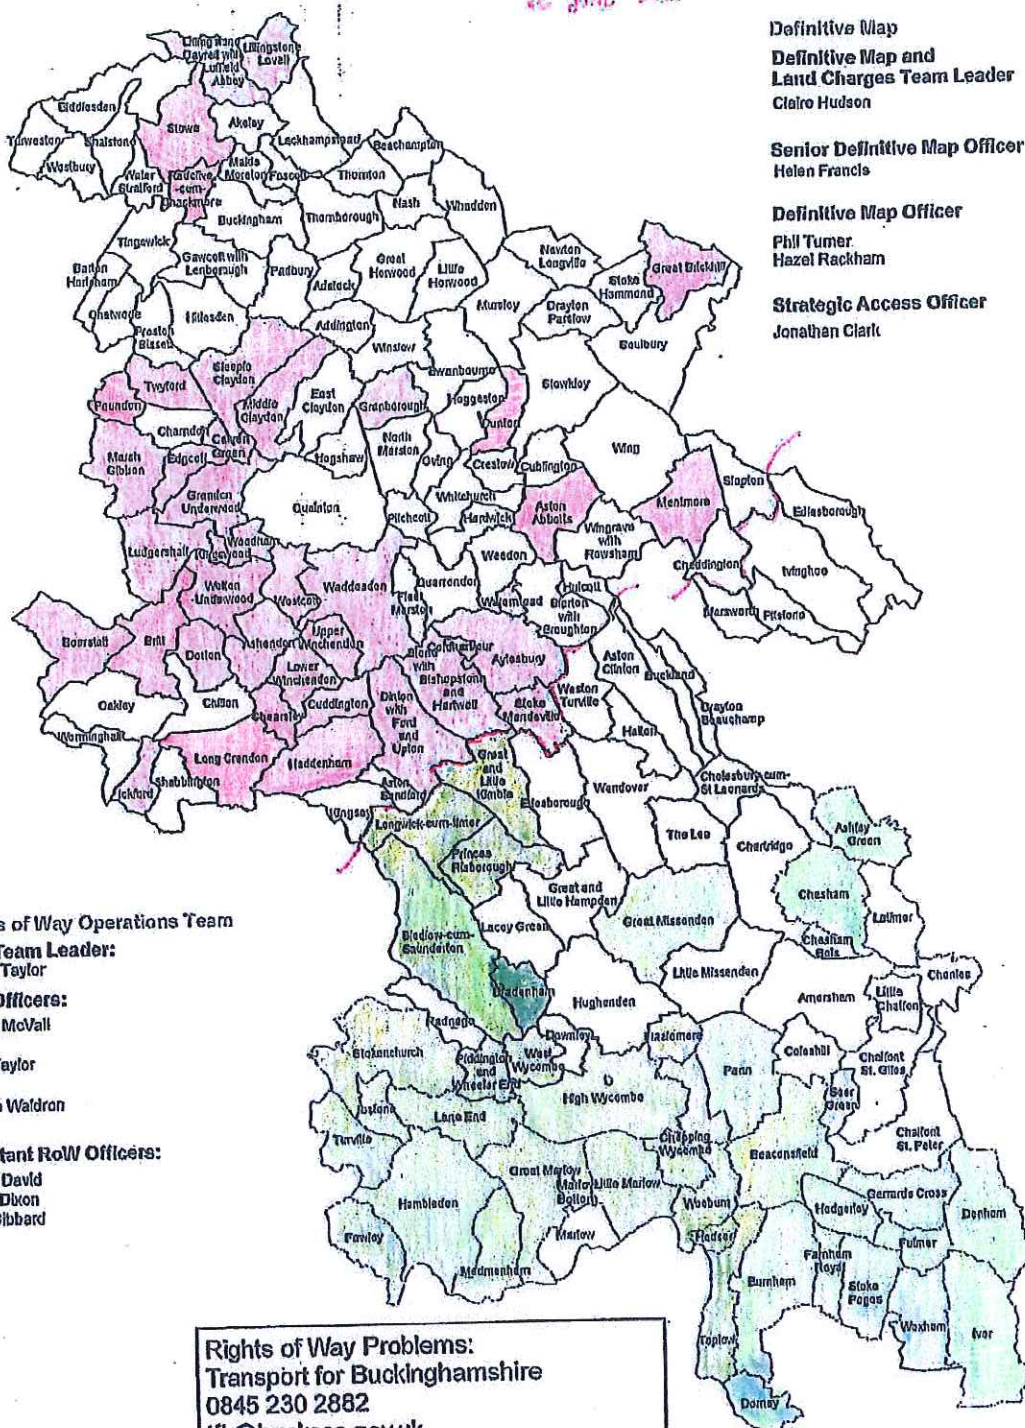 Definitive Map
Definitive Map and
Land Charges Team Leader
Claire Hudson
Senior Definitive Map Officer
Helen Francis
Definitive Map Officer
Phil Turner
Hazel Rackham
Strategic Access Officer
Jonathan Clark
Lillingstone
Lovell
Biddlesden
Stowe
Akeley
Leckhampstead
Beachampton
Turweston
Shalstone
Westbury
Water
Stratford
Radclive
-cum-
Chackmore
Maids
Moreton
Foscott
Thornton
Nash
Whaddon
Buckingham
Thornborough
Tingewick
Gawcott with
Lenborough
Padbury
Adstock
Great
Horwood
Little
Horwood
Newton
Longville
Stoke
Hammond
Great Brickhill
Barton
Hartsham
Chetwode
Preston
Bissett
Hillesden
Addington
Winslow
Mursley
Drayton
Parslow
Soulbury
Steeple
Claydon
Twyford
Poundon
Middle
Claydon
East
Claydon
Granborough
Swanbourne
Hoggeston
Dunton
Stewkley
Charndon
Calvert
Green
Marsh
Gibbon
Edgcott
Hogshaw
North
Marston
Oving
Creslow
Cublington
Wing
Grendon
Underwood
Quainton
Whitchurch
Pitchcott
Hardwick
Aston
Abbotts
Mentmore
Slapton
Edlesborough
Ludgershall
Kingswood
Woodham
Weedon
Wingrave
with
Rowsham
Cheddington
Ivinghoe
Wotton
Underwood
Westcott
Waddesdon
Fleet
Marston
Quarrendon
Watermead
Hulcott
Bierton
with
Broughton
Marsworth
Pitstone
Boarstall
Brill
Dorton
Ashendon
Upper
Winchendon
Lower
Winchendon
Coldharbour
Stone
with
Bishopstone
and
Hartwell
Aylesbury
Aston
Clinton
Buckland
Drayton
Beauchamp
Oakley
Chilton
Chearsley
Cuddington
Dinton
with
Ford
and
Upton
Stoke
Mandeville
Weston
Turville
Halton
Worminghall
Ickford
Shabbington
Long Crendon
Haddenham
Aston
Sandford
Kingsey
Great
and
Little
Kimble
Ellesborough
Wendover
Cholesbury-cum-
St Leonards
Longwick-cum-Ilmer
Princes
Risborough
The Lee
Chartridge
Ashley
Green
Great and
Little Hampden
Great Missenden
Chesham
Latimer
Chesham
Bois
Bledlow-cum-
Saunderton
Lacey Green
Bradenham
Hughenden
Little Missenden
Amersham
Little
Chalfont
Chenies
Radnage
Stokenchurch
Piddington
and
Wheeler End
West
Wycombe
Downley
Hazlemere
Penn
Coleshill
Chalfont
St. Giles
Seer
Green
Ibstone
Lane End
High Wycombe
Turville
Chepping
Wycombe
Beaconsfield
Chalfont
St. Peter
Hambleden
Great Marlow
Marlow
Bottom
Little Marlow
Wooburn
Hedgerley
Gerrards Cross
Denham
Fawley
Medmenham
Marlow
Hedsor
Burnham
Farnham
Royal
Fulmer
Stoke
Poges
Wexham
Iver
Taplow
Dorney
s of Way Operations Team
Team Leader:
Taylor
Officers:
McVail
aylor
Waldron
tant RoW Officers:
David
Dixon
ibbard
Rights of Way Problems:
Transport for Buckinghamshire
0845 230 2882